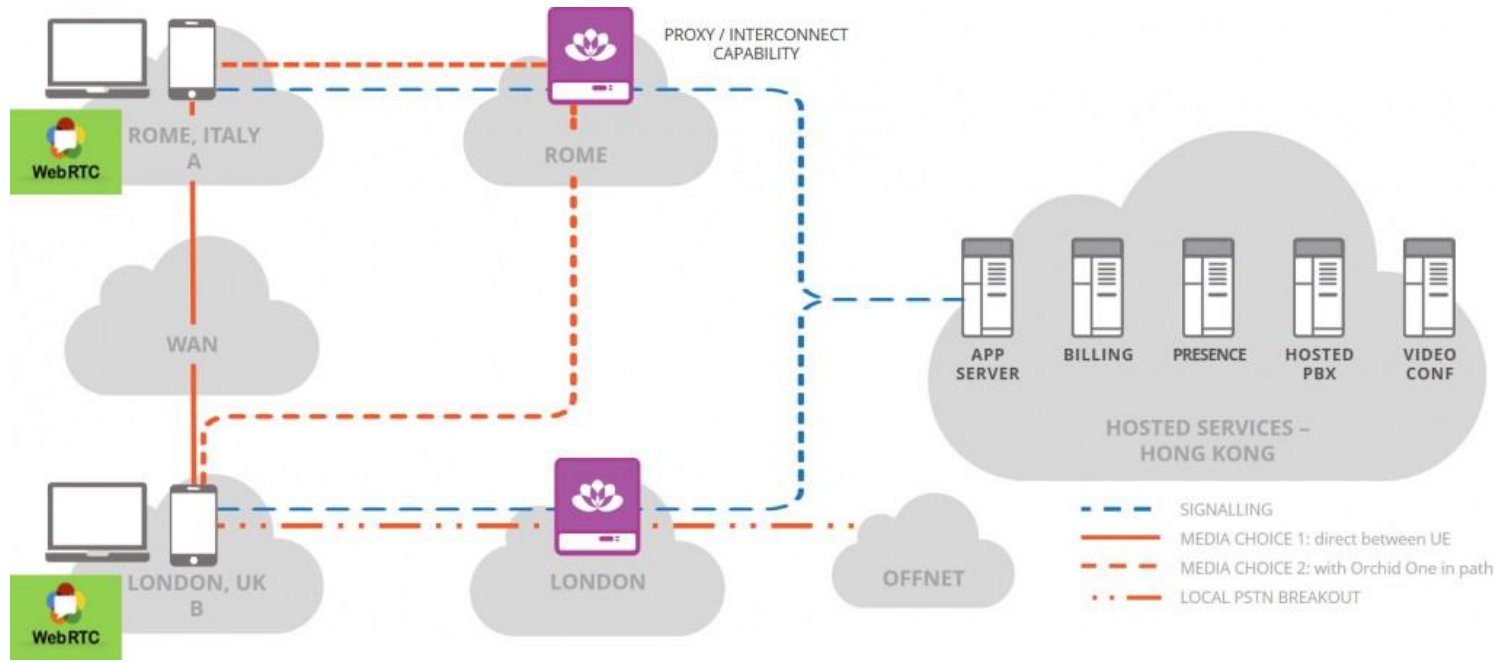 PROXY / INTERCONNECT
CAPABILITY
WebRTC
ROME, ITALY
A
ROME
WAN
APP
SERVER
BILLING
PRESENCE
HOSTED
PBX
VIDEO
CONF
HOSTED SERVICES –
HONG KONG
WebRTC
LONDON, UK
B
LONDON
OFFNET
SIGNALLING
MEDIA CHOICE 1: direct between UE
MEDIA CHOICE 2: with Orchid One in path
LOCAL PSTN BREAKOUT